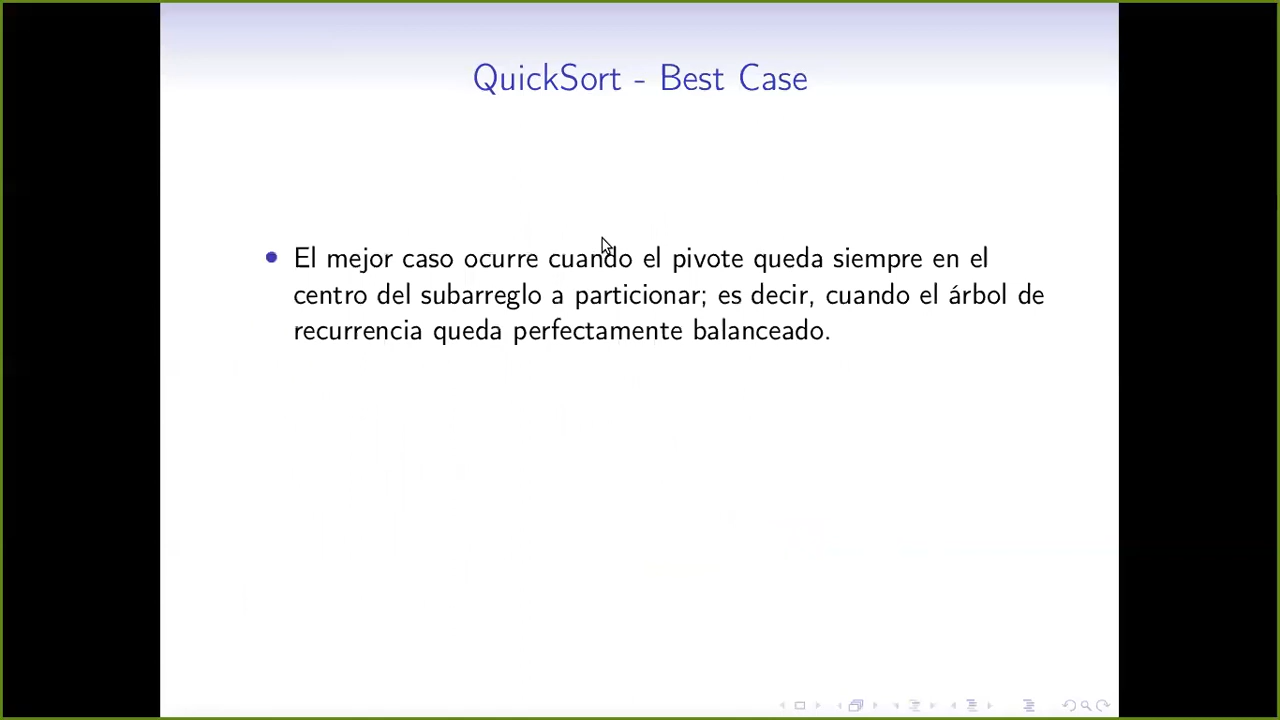 QuickSort - Best Case
El mejor caso ocurre cuando el pivote queda siempre en el
centro del subarreglo a particionar; es decir, cuando el árbol de
recurrencia queda perfectamente balanceado.